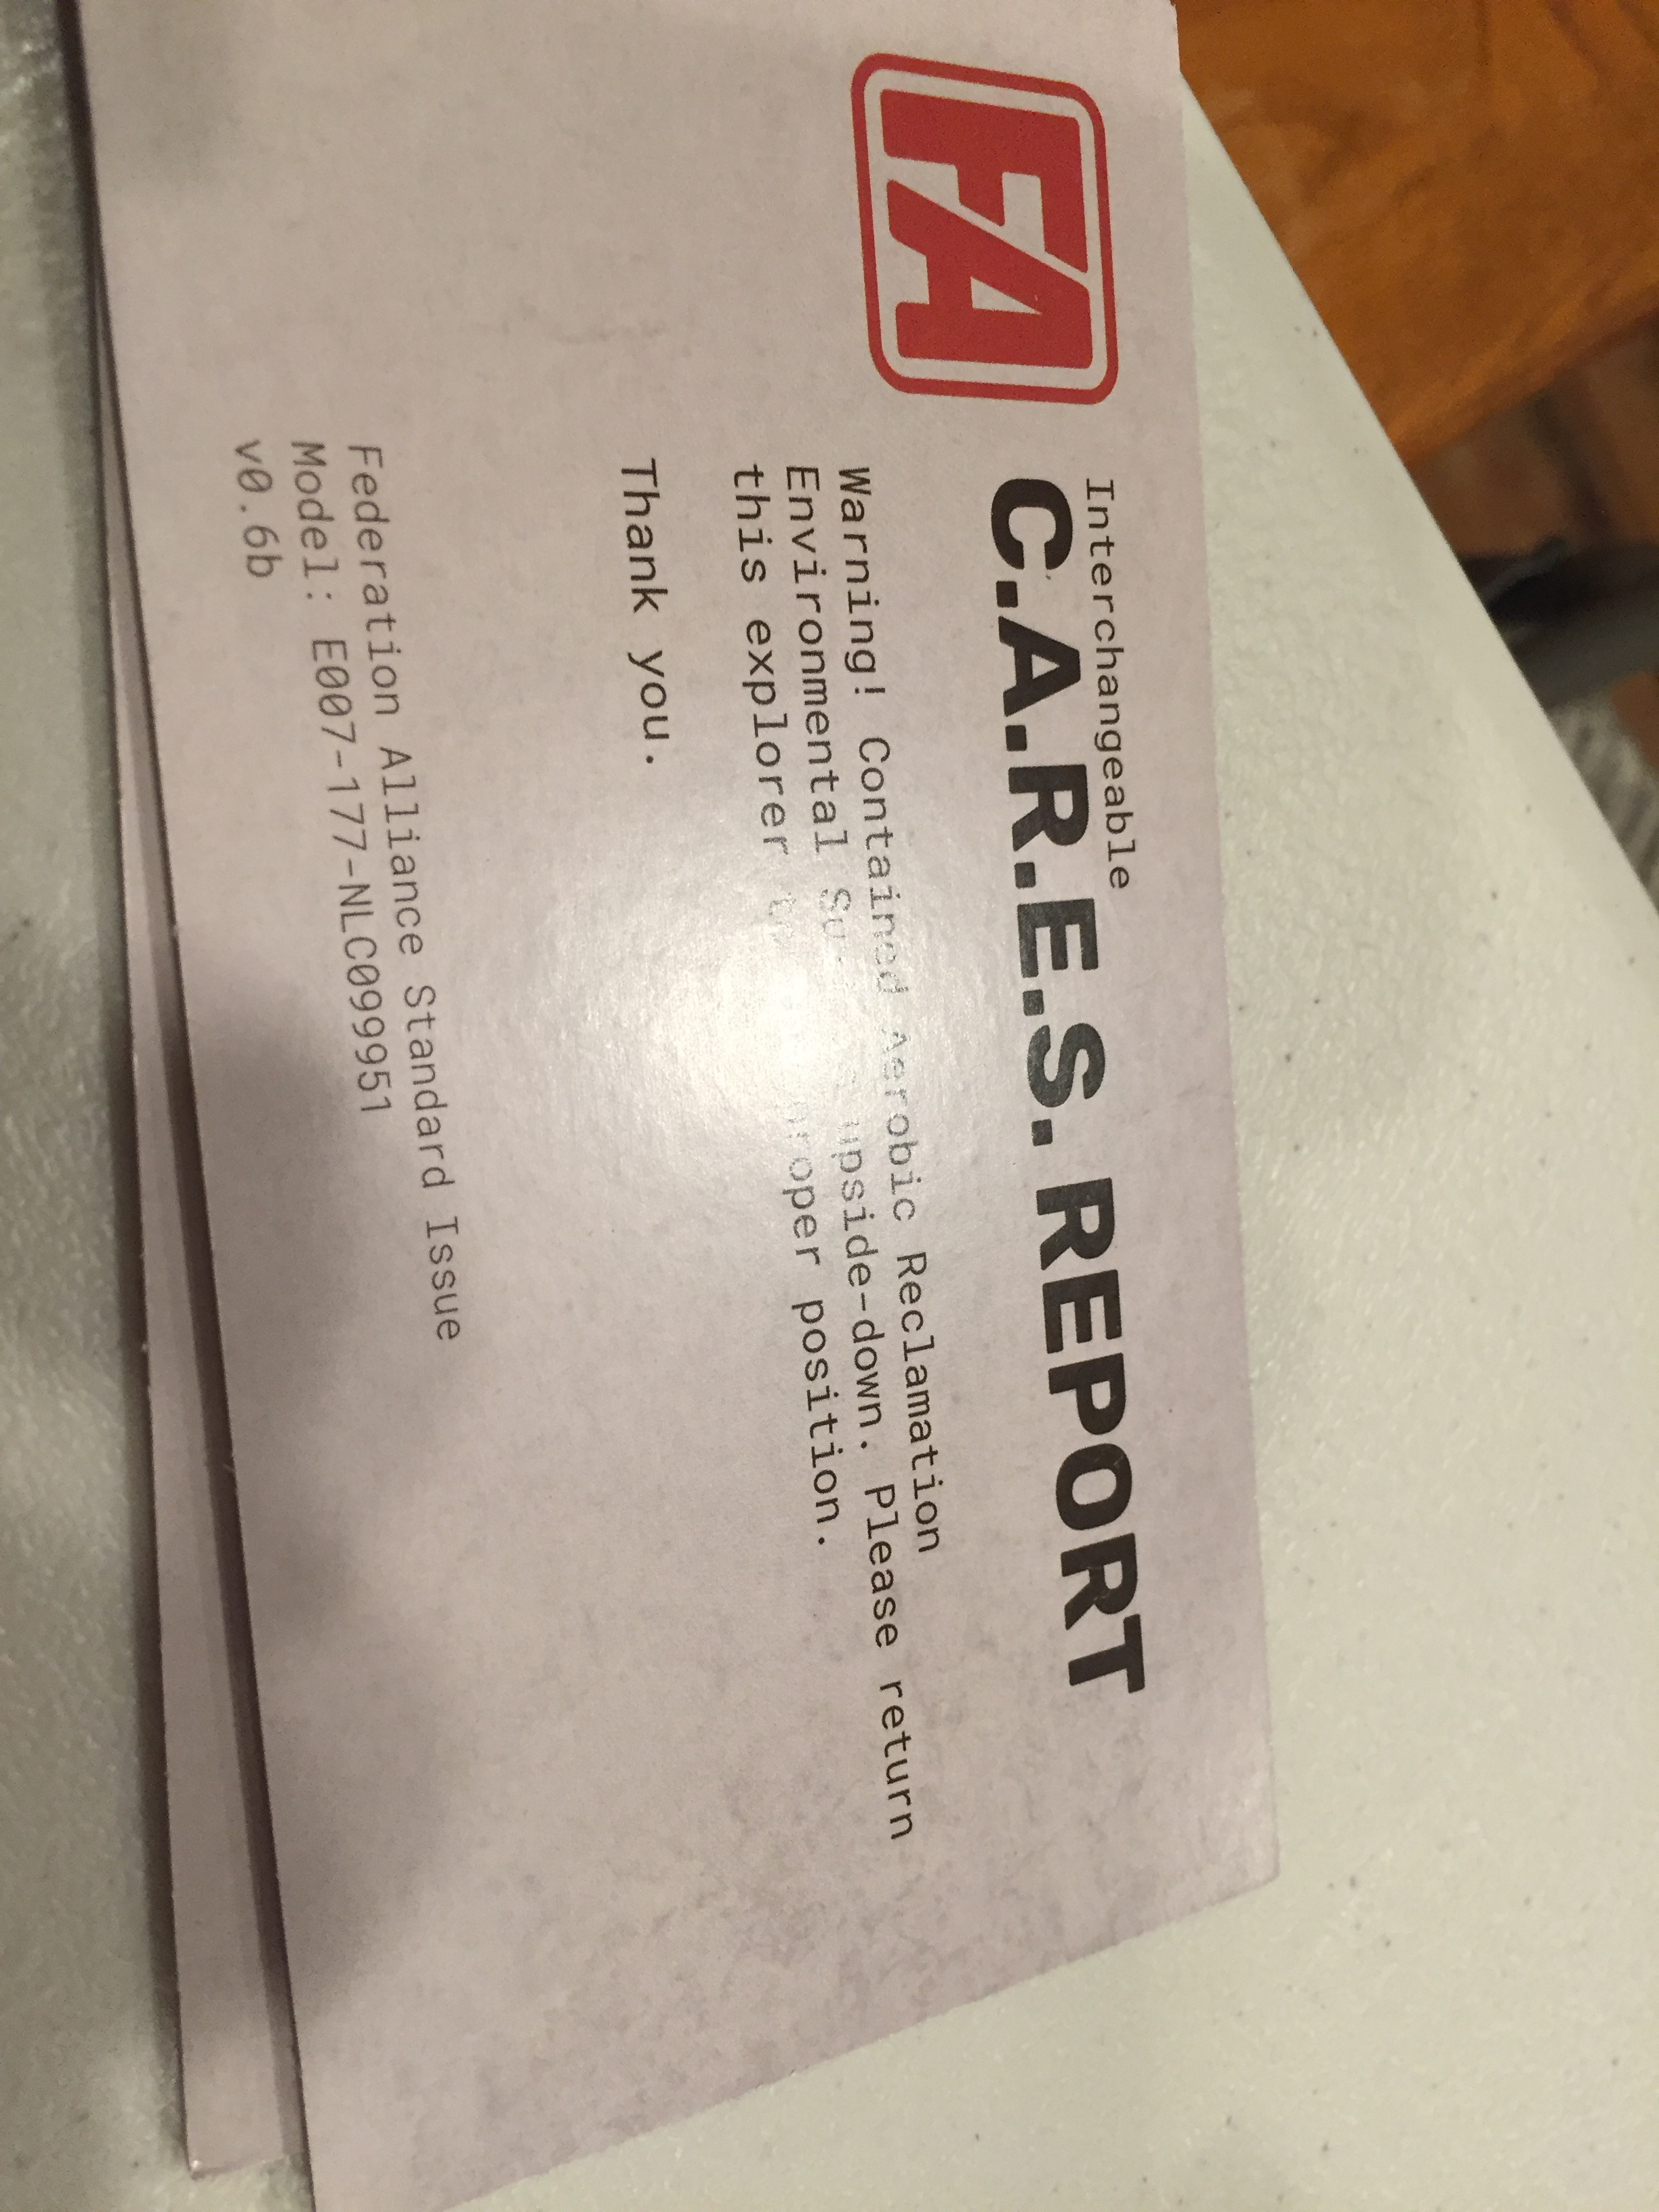 FA
Interchangeable
C.A.R.E.S. REPORT
Warning! Contained Aerobic Reclamation
Environmental upside-down. Please return
this explorer proper position.
Thank you.
Federation Alliance Standard Issue
Model: E007-177-NLC099951
v0.6b